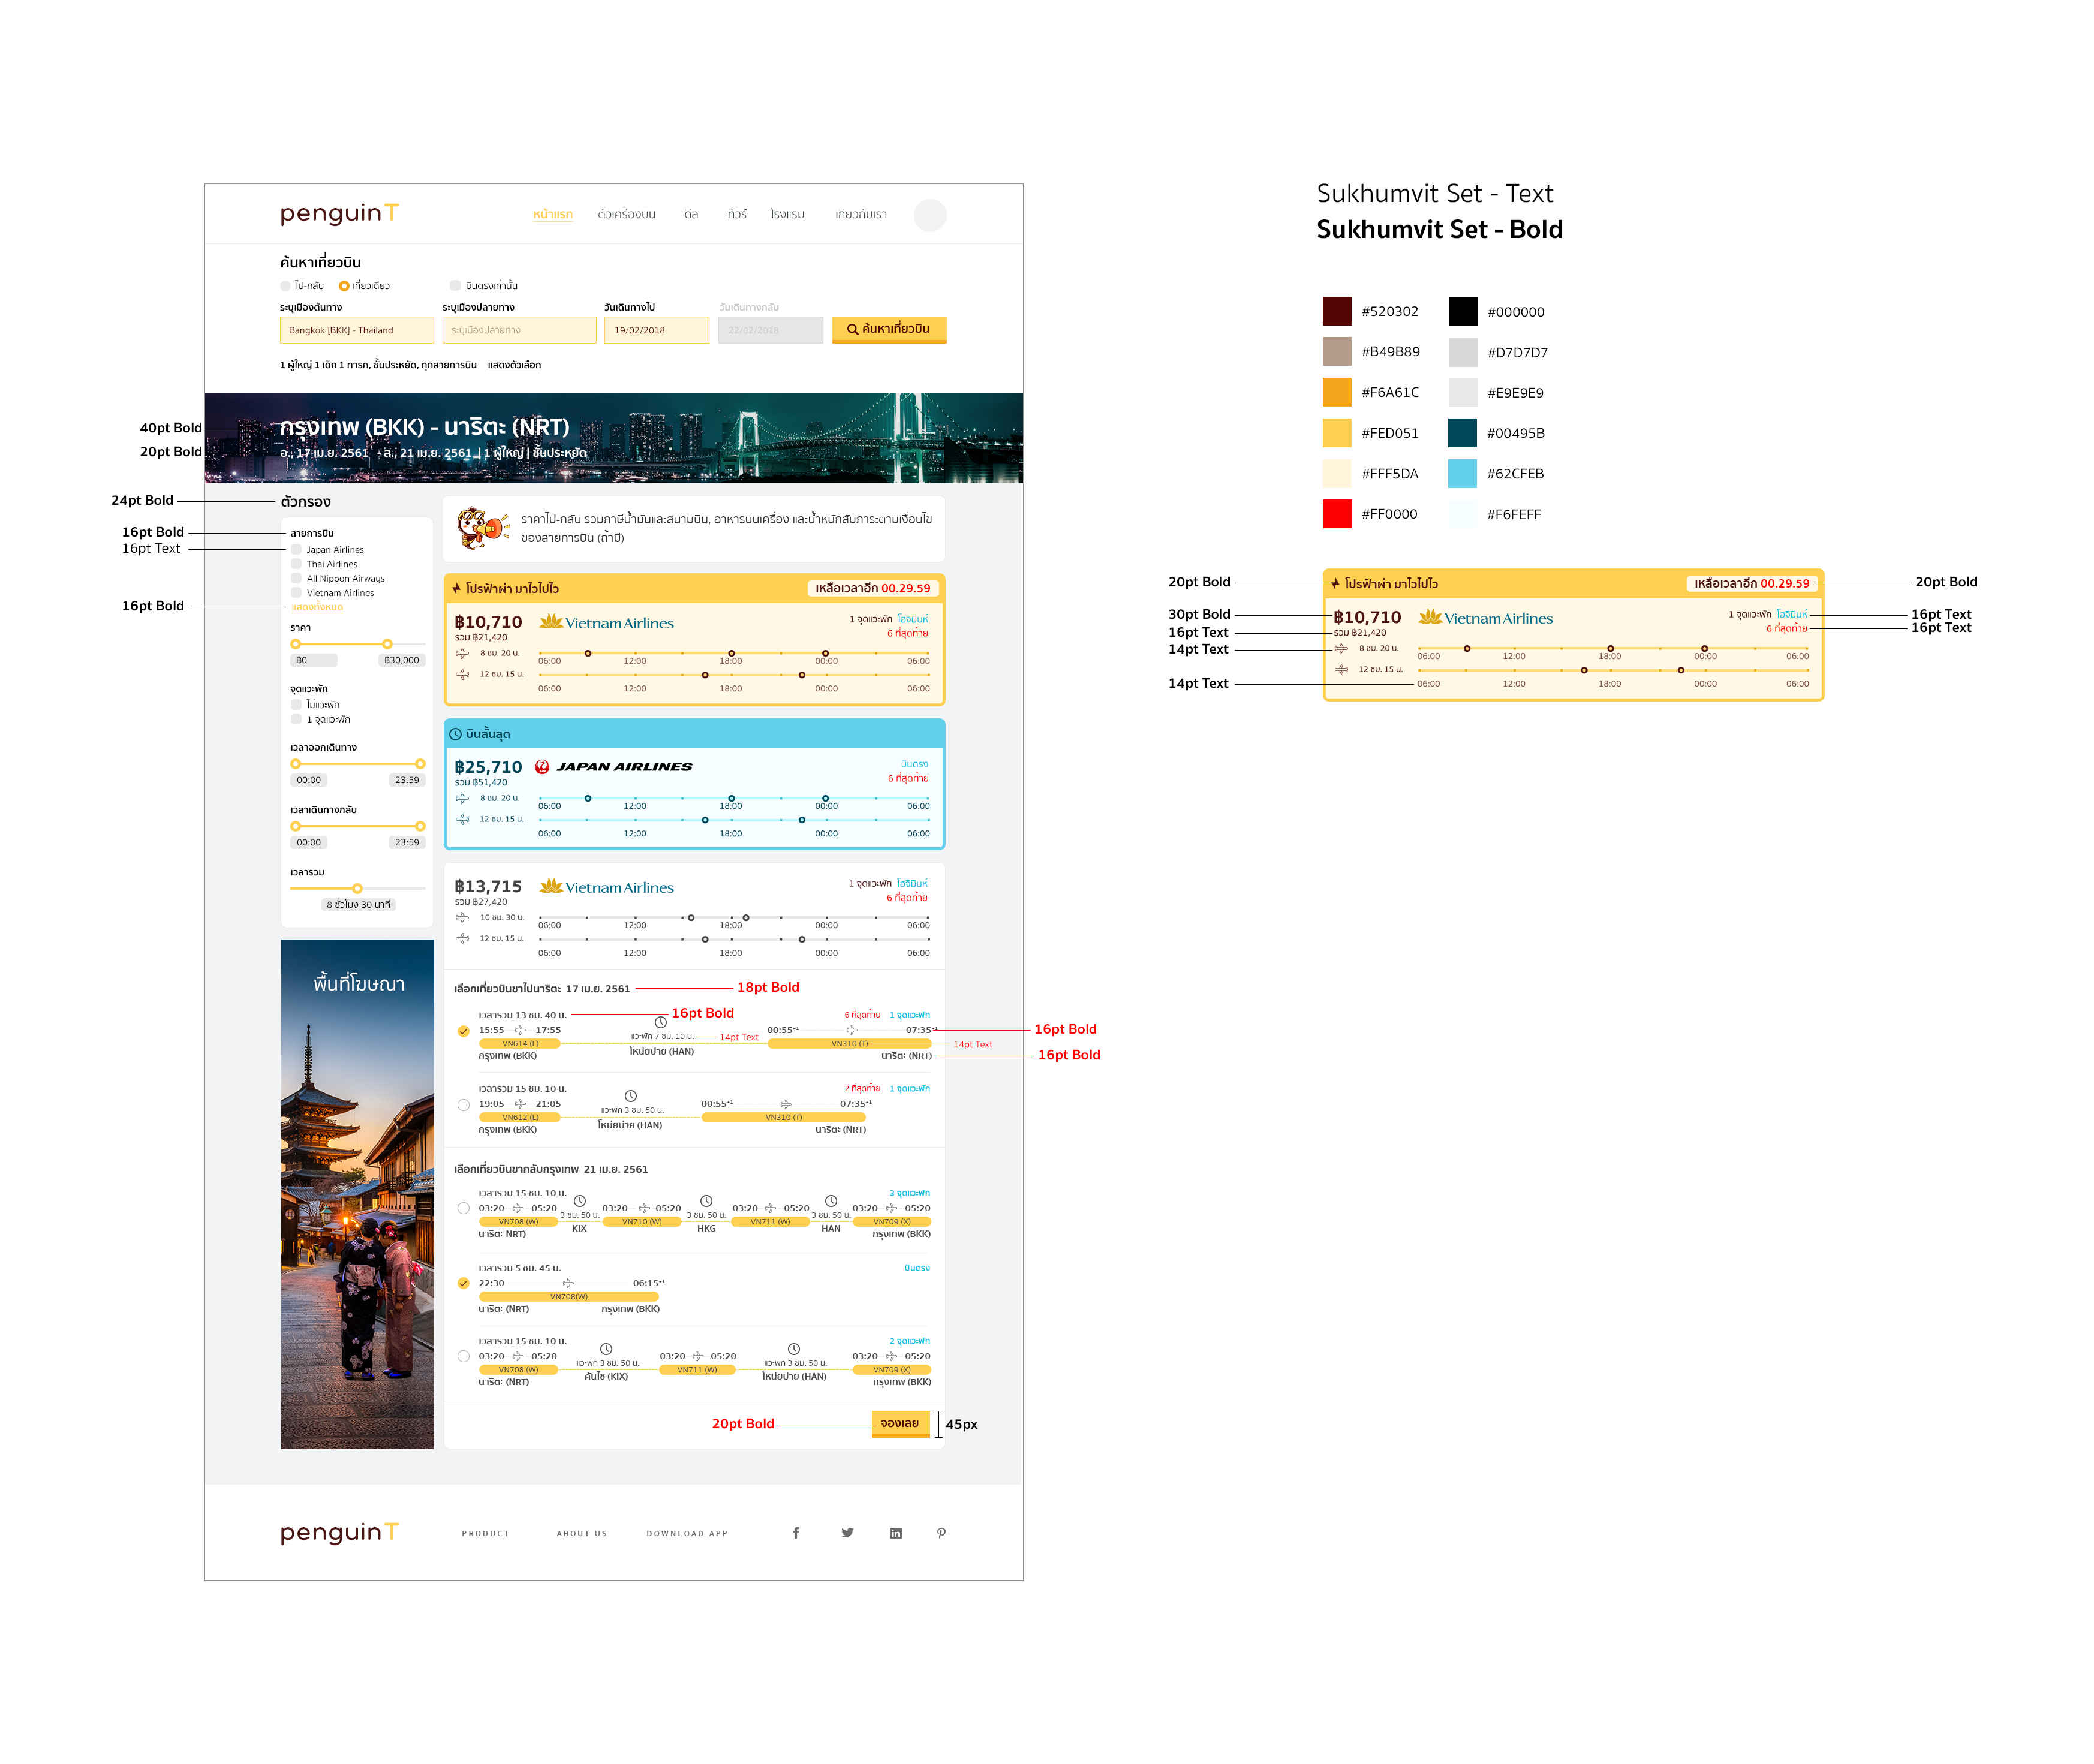 penguinT
หน้าแรก ตั๋วเครื่องบิน ดีล ทัวร์ โรงแรม เกี่ยวกับเรา
ค้นหาเที่ยวบิน
ไป-กลับ เที่ยวเดียว บินตรงเท่านั้น
ระบุเมืองต้นทาง ระบุเมืองปลายทาง วันเดินทางไป วันเดินทางกลับ
Bangkok [BKK] - Thailand ระบุเมืองปลายทาง 19/02/2018 22/02/2018 ค้นหาเที่ยวบิน
1 ผู้ใหญ่ 1 เด็ก 1 ทารก, ชั้นประหยัด, ทุกสายการบิน แสดงตัวเลือก
40pt Bold กรุงเทพ (BKK) - นาริตะ (NRT)
20pt Bold อ., 17 เม.ย. 2561 - ส., 21 เม.ย. 2561 | 1 ผู้ใหญ่ | ชั้นประหยัด
24pt Bold ตัวกรอง
16pt Bold สายการบิน
16pt Text Japan Airlines
Thai Airlines
All Nippon Airways
Vietnam Airlines
16pt Bold แสดงทั้งหมด
ราคา
฿0 ฿30,000
จุดแวะพัก
ไม่แวะพัก
1 จุดแวะพัก
เวลาออกเดินทาง
00:00 23:59
เวลาเดินทางกลับ
00:00 23:59
เวลารวม
8 ชั่วโมง 30 นาที
พื้นที่โฆษณา
ราคาไป-กลับ รวมภาษีน้ำมันและสนามบิน, อาหารบนเครื่อง และน้ำหนักสัมภาระตามเงื่อนไข
ของสายการบิน (ถ้ามี)
โปรฟ้าผ่า มาไวไปไว เหลือเวลาอีก 00.29.59
฿10,710 Vietnam Airlines 1 จุดแวะพัก โฮจิมินห์
รวม ฿21,420 6 ที่สุดท้าย
8 ชม. 20 น. 06:00 12:00 18:00 00:00 06:00
12 ชม. 15 น. 06:00 12:00 18:00 00:00 06:00
บินสั้นสุด
฿25,710 JAPAN AIRLINES บินตรง
รวม ฿51,420 6 ที่สุดท้าย
8 ชม. 20 น. 06:00 12:00 18:00 00:00 06:00
12 ชม. 15 น. 06:00 12:00 18:00 00:00 06:00
฿13,715 Vietnam Airlines 1 จุดแวะพัก โฮจิมินห์
รวม ฿27,420 6 ที่สุดท้าย
10 ชม. 30 น. 06:00 12:00 18:00 00:00 06:00
12 ชม. 15 น. 06:00 12:00 18:00 00:00 06:00
เลือกเที่ยวบินขาไปนาริตะ 17 เม.ย. 2561 18pt Bold
เวลารวม 13 ชม. 40 น. 16pt Bold 6 ที่สุดท้าย 1 จุดแวะพัก
15:55 17:55 00:55⁺¹ 07:35⁺¹ 16pt Bold
VN614 (L) แวะพัก 7 ชม. 10 น. 14pt Text VN310 (T) 14pt Text
กรุงเทพ (BKK) โหน่ยบ่าย (HAN) นาริตะ (NRT) 16pt Bold
เวลารวม 15 ชม. 10 น. 2 ที่สุดท้าย 1 จุดแวะพัก
19:05 21:05 00:55⁺¹ 07:35⁺¹
VN612 (L) แวะพัก 3 ชม. 50 น. VN310 (T)
กรุงเทพ (BKK) โหน่ยบ่าย (HAN) นาริตะ (NRT)
เลือกเที่ยวบินขากลับกรุงเทพ 21 เม.ย. 2561
เวลารวม 15 ชม. 10 น. 3 จุดแวะพัก
03:20 05:20 03:20 05:20 03:20 05:20 03:20 05:20
VN708 (W) 3 ชม. 50 น. VN710 (W) 3 ชม. 50 น. VN711 (W) 3 ชม. 50 น. VN709 (X)
นาริตะ NRT) KIX HKG HAN กรุงเทพ (BKK)
เวลารวม 5 ชม. 45 น. บินตรง
22:30 06:15⁺¹
VN708(W)
นาริตะ (NRT) กรุงเทพ (BKK)
เวลารวม 15 ชม. 10 น. 2 จุดแวะพัก
03:20 05:20 03:20 05:20 03:20 05:20
VN708 (W) แวะพัก 3 ชม. 50 น. VN711 (W) แวะพัก 3 ชม. 50 น. VN709 (X)
นาริตะ (NRT) คันไซ (KIX) โหน่ยบ่าย (HAN) กรุงเทพ (BKK)
20pt Bold จองเลย 45px
penguinT PRODUCT ABOUT US DOWNLOAD APP
Sukhumvit Set - Text
Sukhumvit Set - Bold
#520302 #000000
#B49B89 #D7D7D7
#F6A61C #E9E9E9
#FED051 #00495B
#FFF5DA #62CFEB
#FF0000 #F6FEFF
20pt Bold โปรฟ้าผ่า มาไวไปไว เหลือเวลาอีก 00.29.59 20pt Bold
30pt Bold ฿10,710 Vietnam Airlines 1 จุดแวะพัก โฮจิมินห์ 16pt Text
16pt Text รวม ฿21,420 6 ที่สุดท้าย 16pt Text
14pt Text 8 ชม. 20 น. 06:00 12:00 18:00 00:00 06:00
12 ชม. 15 น.
14pt Text 06:00 12:00 18:00 00:00 06:00